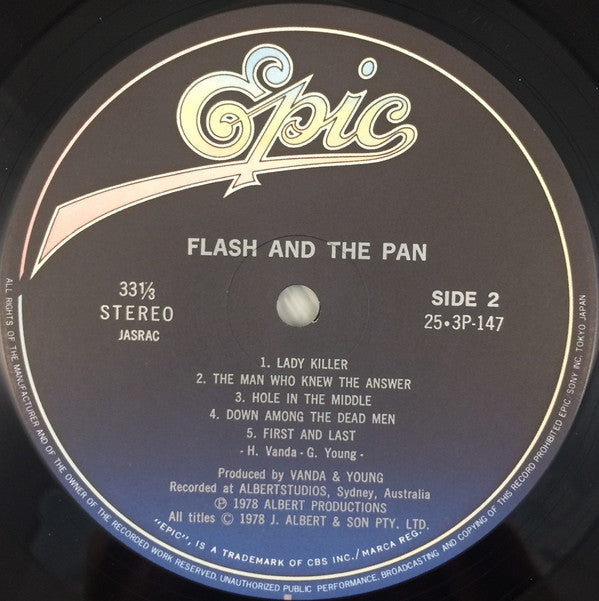 Epic
FLASH AND THE PAN
33⅓
STEREO
JASRAC
SIDE 2
25•3P-147
1. LADY KILLER
2. THE MAN WHO KNEW THE ANSWER
3. HOLE IN THE MIDDLE
4. DOWN AMONG THE DEAD MEN
5. FIRST AND LAST
- H. Vanda - G. Young -
Produced by VANDA & YOUNG
Recorded at ALBERTSTUDIOS, Sydney, Australia
Ⓟ 1978 ALBERT PRODUCTIONS
All titles © 1978 J. ALBERT & SON PTY. LTD.
"EPIC", IS A TRADEMARK OF CBS INC./MARCA REG.
ALL RIGHTS OF THE MANUFACTURER AND OF THE OWNER OF THE RECORDED WORK RESERVED, UNAUTHORIZED PUBLIC PERFORMANCE, BROADCASTING AND COPYING OF THIS RECORD PROHIBITED EPIC: SONY INC, TOKYO JAPAN